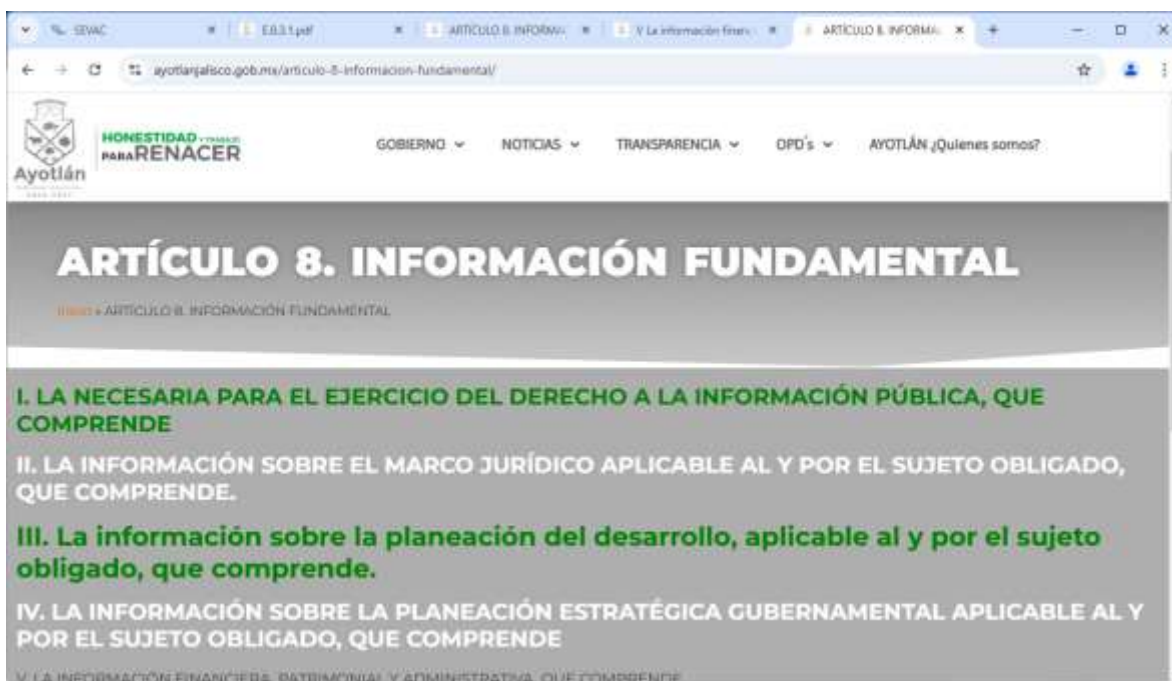 SEVAC
E.0.3.1.pdf
ARTÍCULO 8. INFORMA
V La información finan
ARTÍCULO 8. INFORMA
ayotlanjalisco.gob.mx/articulo-8-informacion-fundamental/
Ayotlán
HONESTIDAD Y TRABAJO
PARA RENACER
GOBIERNO
NOTICIAS
TRANSPARENCIA
OPD's
AYOTLÁN ¿Quienes somos?
ARTÍCULO 8. INFORMACIÓN FUNDAMENTAL
Inicio » ARTÍCULO 8. INFORMACIÓN FUNDAMENTAL
I. LA NECESARIA PARA EL EJERCICIO DEL DERECHO A LA INFORMACIÓN PÚBLICA, QUE
COMPRENDE
II. LA INFORMACIÓN SOBRE EL MARCO JURÍDICO APLICABLE AL Y POR EL SUJETO OBLIGADO,
QUE COMPRENDE.
III. La información sobre la planeación del desarrollo, aplicable al y por el sujeto
obligado, que comprende.
IV. LA INFORMACIÓN SOBRE LA PLANEACIÓN ESTRATÉGICA GUBERNAMENTAL APLICABLE AL Y
POR EL SUJETO OBLIGADO, QUE COMPRENDE
V. LA INFORMACIÓN FINANCIERA, PATRIMONIAL Y ADMINISTRATIVA, QUE COMPRENDE